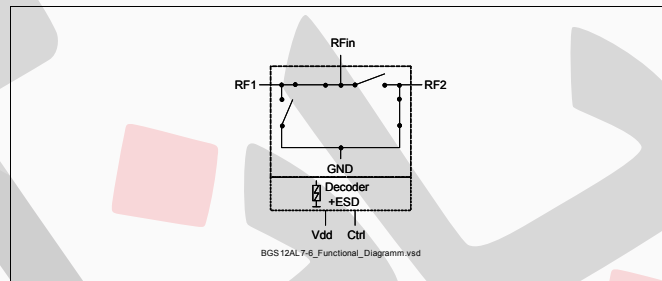 RFin
RF1
RF2
GND
Decoder
+ESD
Vdd Ctrl
BGS12AL7-6_Functional_Diagramm.vsd